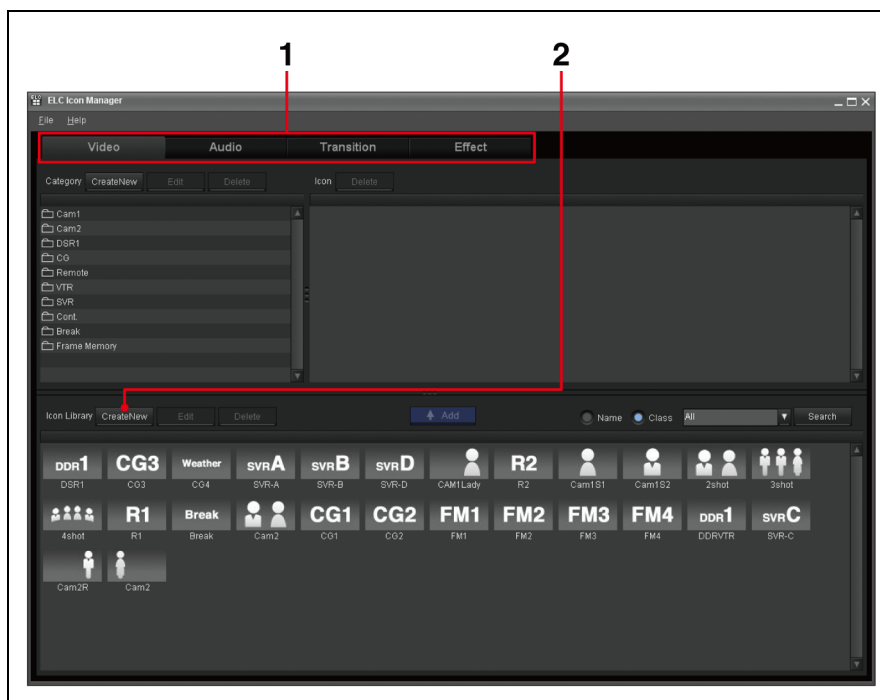 1 2
ELC Icon Manager
File Help
Video Audio Transition Effect
Category CreateNew Edit Delete Icon Delete
Cam1
Cam2
DSR1
CG
Remote
VTR
SVR
Cont.
Break
Frame Memory
Icon Library CreateNew Edit Delete Add Name Class All Search
DDR1 CG3 Weather SVRA SVRB SVRD R2
DSR1 CG3 CG4 SVR-A SVR-B SVR-D CAM1Lady R2 Cam1S1 Cam1S2 2shot 3shot
R1 Break CG1 CG2 FM1 FM2 FM3 FM4 DDR1 SVRC
4shot R1 Break Cam2 CG1 CG2 FM1 FM2 FM3 FM4 DDRVTR SVR-C
Cam2R Cam2